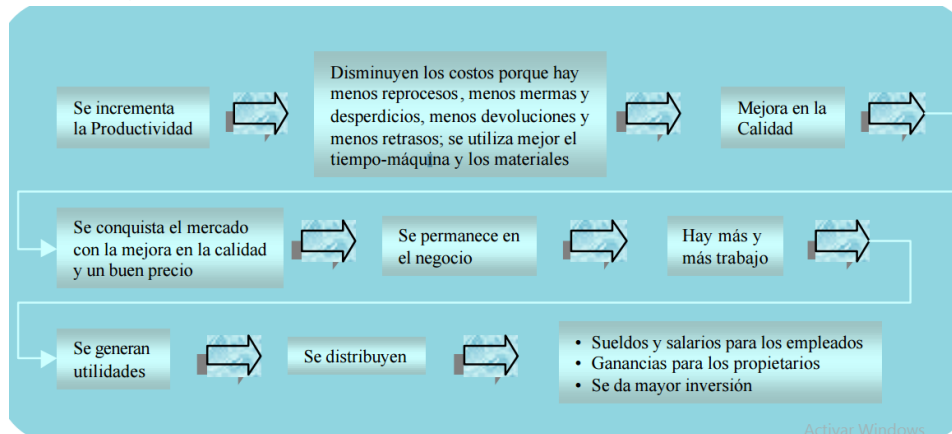 Se incrementa
la Productividad
Disminuyen los costos porque hay
menos reprocesos, menos mermas y
desperdicios, menos devoluciones y
menos retrasos; se utiliza mejor el
tiempo-máquina y los materiales
Mejora en la
Calidad
Se conquista el mercado
con la mejora en la calidad
y un buen precio
Se permanece en
el negocio
Hay más y
más trabajo
Se generan
utilidades
Se distribuyen
• Sueldos y salarios para los empleados
• Ganancias para los propietarios
• Se da mayor inversión
Activar Windows